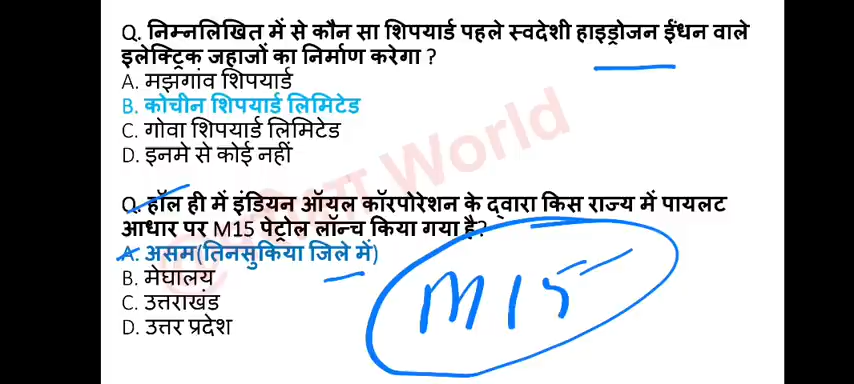 Q. निम्नलिखित में से कौन सा शिपयार्ड पहले स्वदेशी हाइड्रोजन ईंधन वाले
इलेक्ट्रिक जहाजों का निर्माण करेगा ?
A. मझगांव शिपयार्ड
B. कोचीन शिपयार्ड लिमिटेड
C. गोवा शिपयार्ड लिमिटेड
D. इनमे से कोई नहीं
Q. हॉल ही में इंडियन ऑयल कॉरपोरेशन के द्वारा किस राज्य में पायलट
आधार पर M15 पेट्रोल लॉन्च किया गया है?
A. असम(तिनसुकिया जिले में)
B. मेघालय
C. उत्तराखंड
D. उत्तर प्रदेश
M15
World